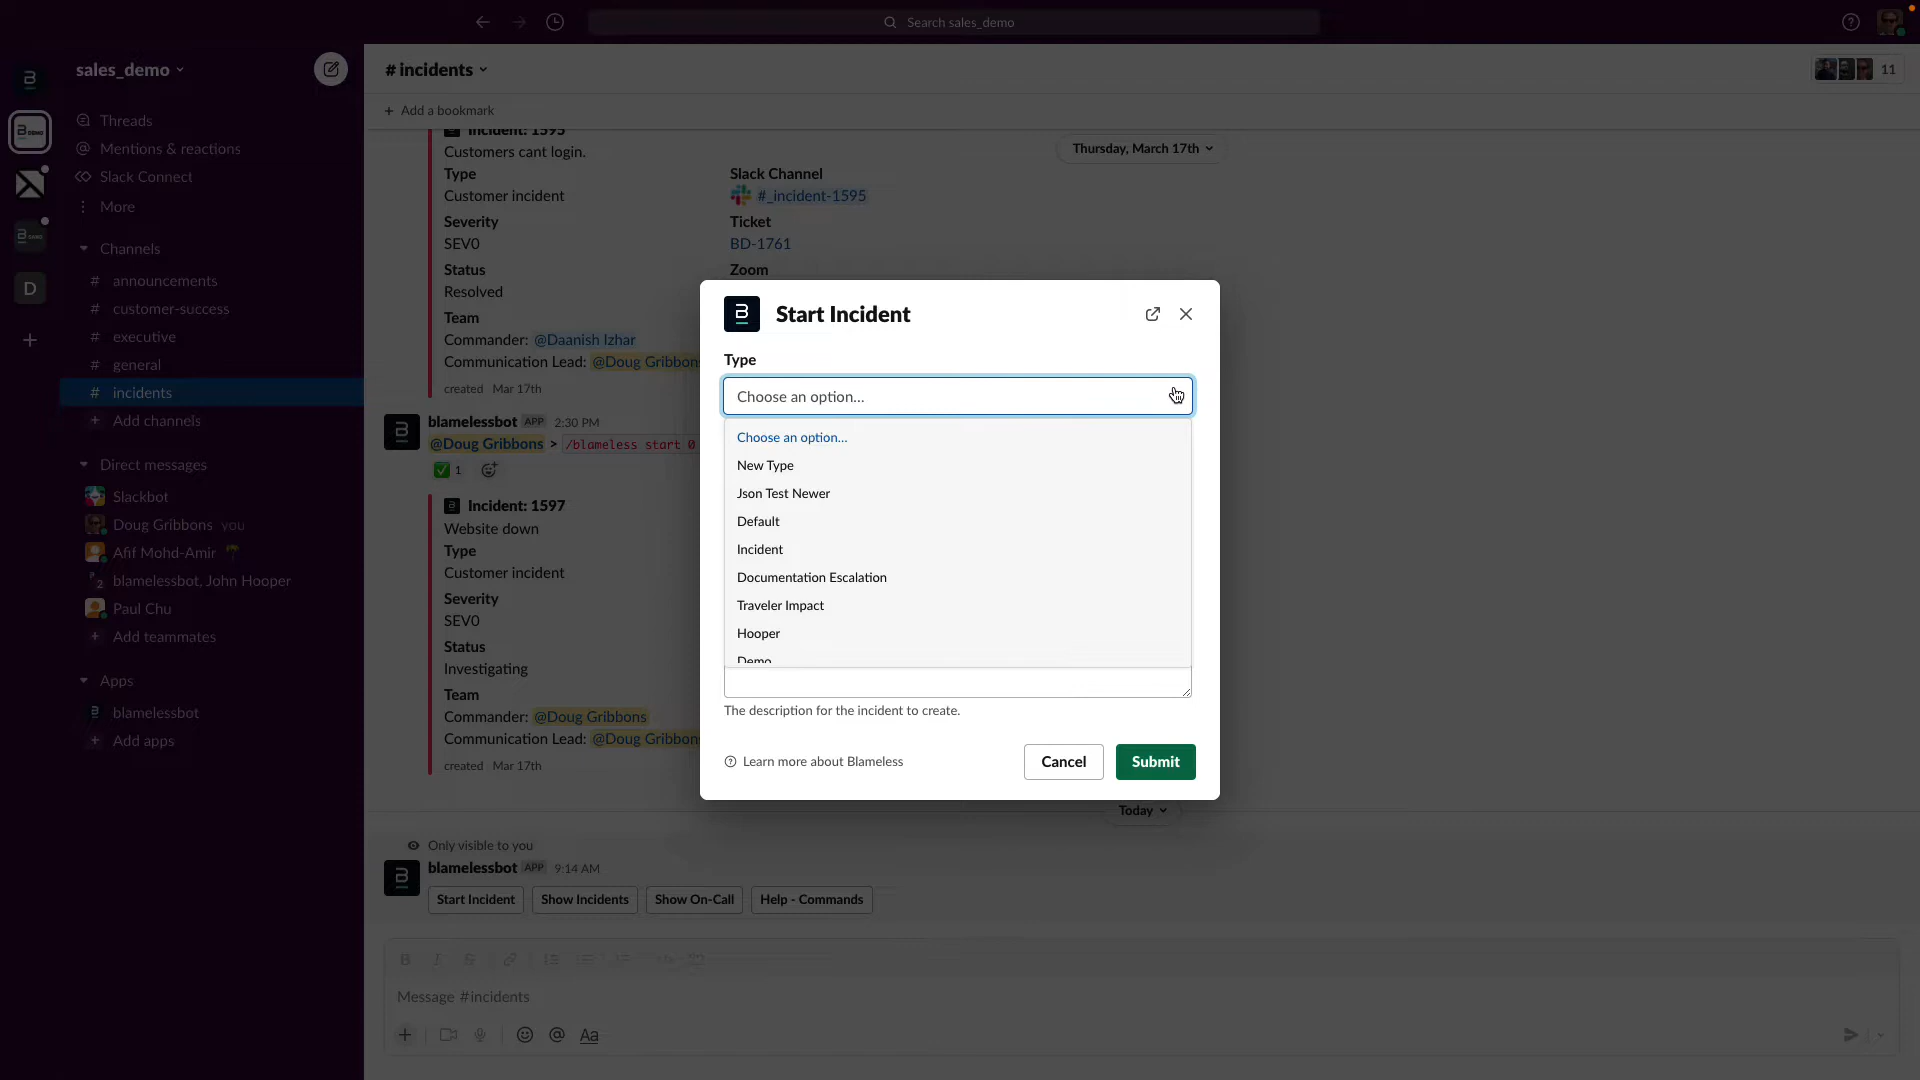 Search sales_demo
sales_demo
Threads
Mentions & reactions
Slack Connect
More
Channels
# announcements
# customer-success
# executive
# general
# incidents
+ Add channels
Direct messages
Slackbot
Doug Gribbons you
Afif Mohd-Amir
2 blamelessbot, John Hooper
Paul Chu
+ Add teammates
Apps
blamelessbot
+ Add apps
D
+
# incidents
11
+ Add a bookmark
Thursday, March 17th
Incident: 1595
Customers cant login.
Type
Customer incident
Slack Channel
#_incident-1595
Severity
SEV0
Ticket
BD-1761
Status
Resolved
Zoom
Team
Commander: @Daanish Izhar
Communication Lead: @Doug Gribbons
created Mar 17th
blamelessbot APP 2:30 PM
@Doug Gribbons > /blameless start 0
1
Incident: 1597
Website down
Type
Customer incident
Severity
SEV0
Status
Investigating
Team
Commander: @Doug Gribbons
Communication Lead: @Doug Gribbon
created Mar 17th
Today
Only visible to you
blamelessbot APP 9:14 AM
Start Incident
Show Incidents
Show On-Call
Help - Commands
Message #incidents
Aa
Start Incident
Type
Choose an option...
Choose an option...
New Type
Json Test Newer
Default
Incident
Documentation Escalation
Traveler Impact
Hooper
Demo
The description for the incident to create.
Learn more about Blameless
Cancel
Submit